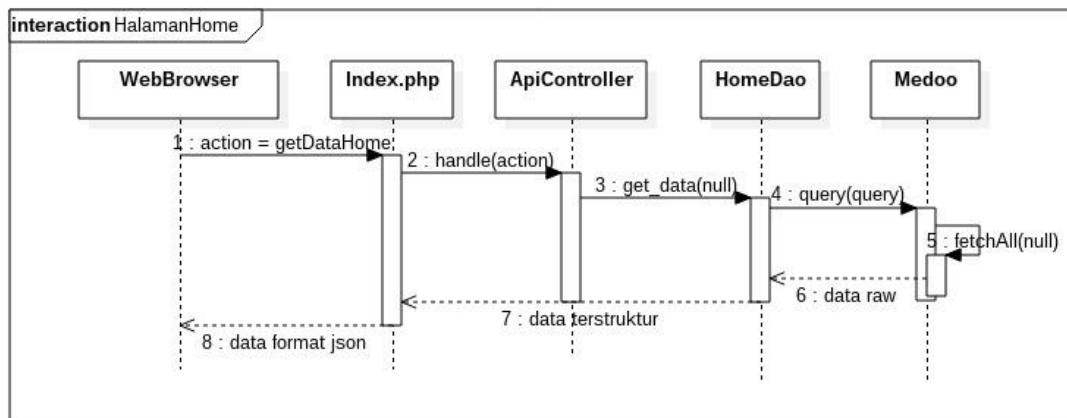 interaction HalamanHome
WebBrowser
Index.php
ApiController
HomeDao
Medoo
1 : action = getDataHome
2 : handle(action)
3 : get_data(null)
4 : query(query)
5 : fetchAll(null)
6 : data raw
7 : data terstruktur
8 : data format json